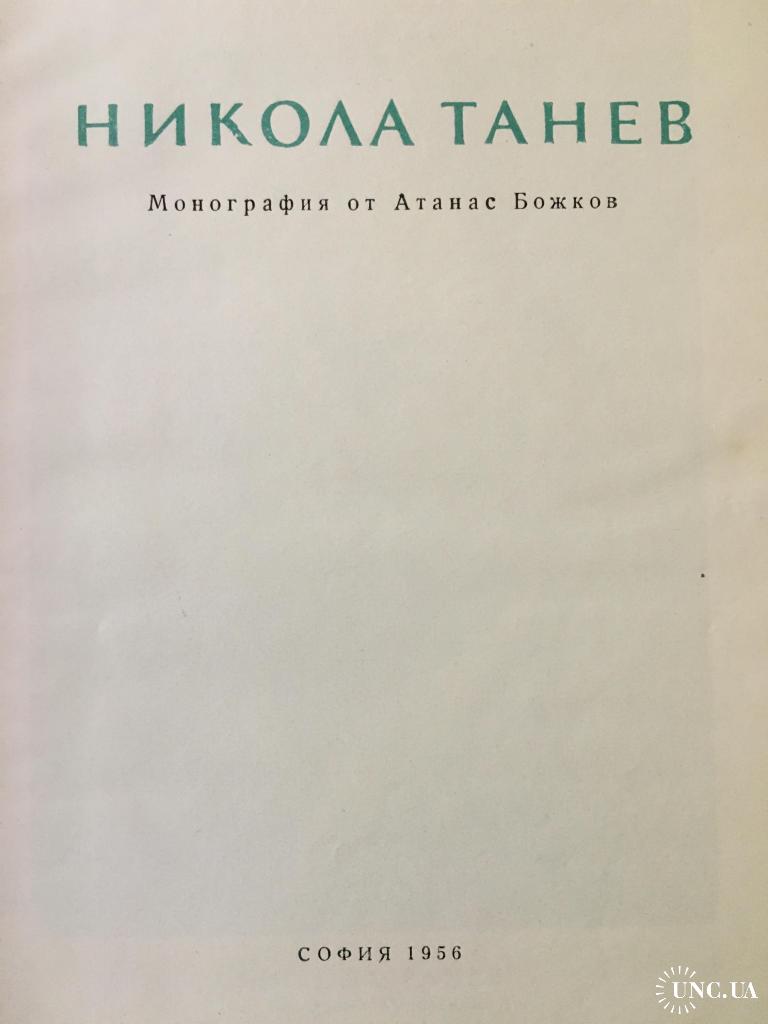 НИКОЛА ТАНЕВ
Монография от Атанас Божков
СОФИЯ 1956
UNC.UA